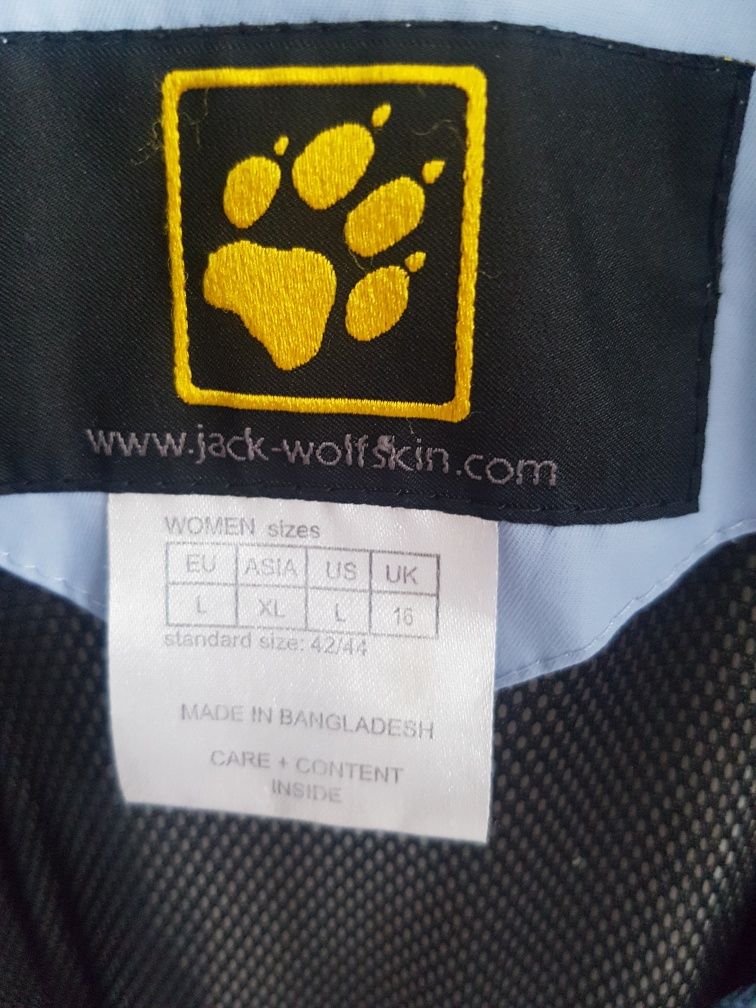 www.jack-wolfskin.com
WOMEN sizes
EU ASIA US UK
L XL L 16
standard size: 42/44
MADE IN BANGLADESH
CARE + CONTENT
INSIDE